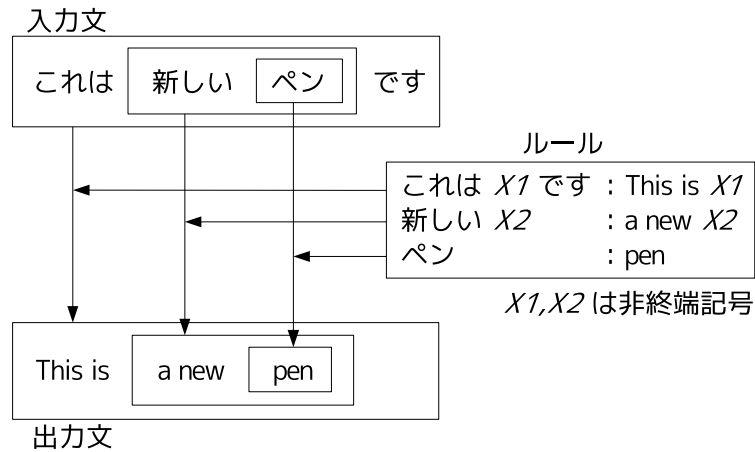 入力文
これは 新しい ペン です
ルール
これは X1 です : This is X1
新しい X2 : a new X2
ペン : pen
X1,X2 は非終端記号
This is a new pen
出力文